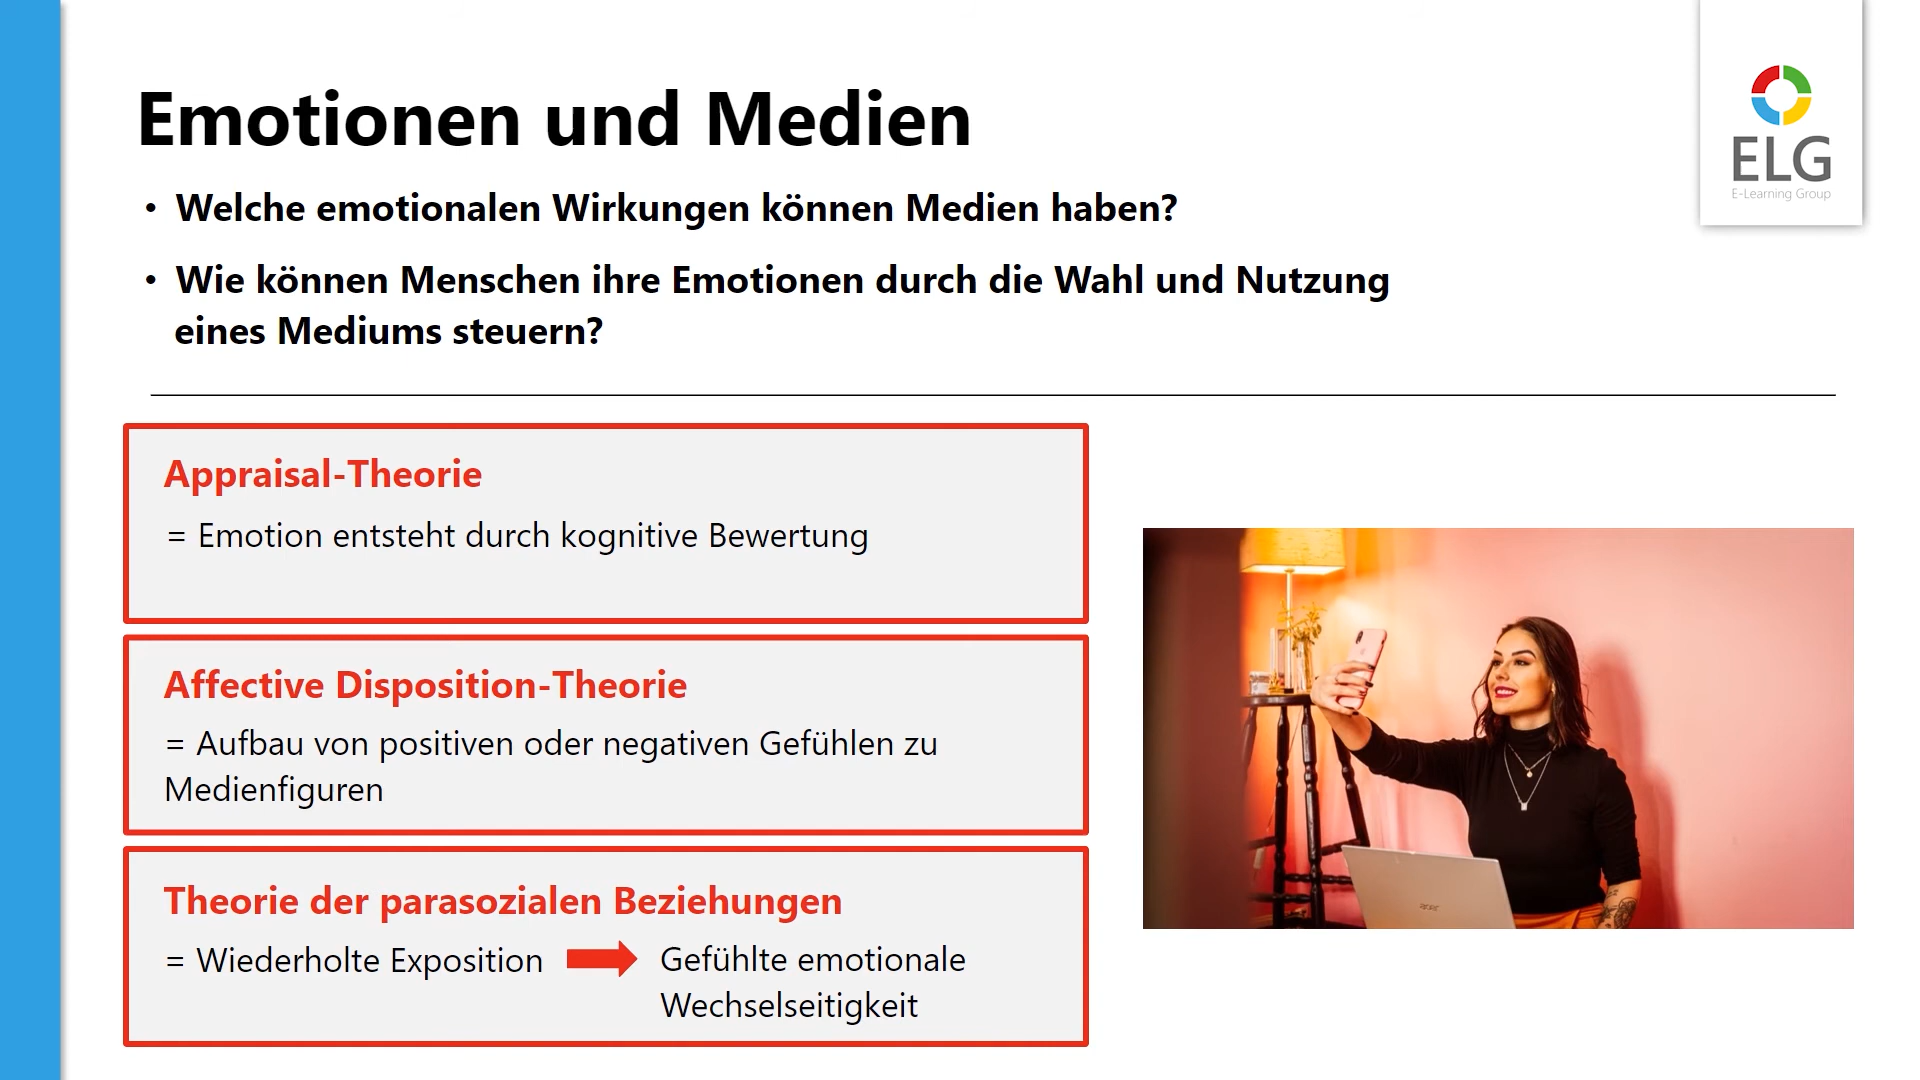 Emotionen und Medien
• Welche emotionalen Wirkungen können Medien haben?
• Wie können Menschen ihre Emotionen durch die Wahl und Nutzung
eines Mediums steuern?
ELG
E-Learning Group
Appraisal-Theorie
= Emotion entsteht durch kognitive Bewertung
Affective Disposition-Theorie
= Aufbau von positiven oder negativen Gefühlen zu
Medienfiguren
Theorie der parasozialen Beziehungen
= Wiederholte Exposition
Gefühlte emotionale
Wechselseitigkeit
acer